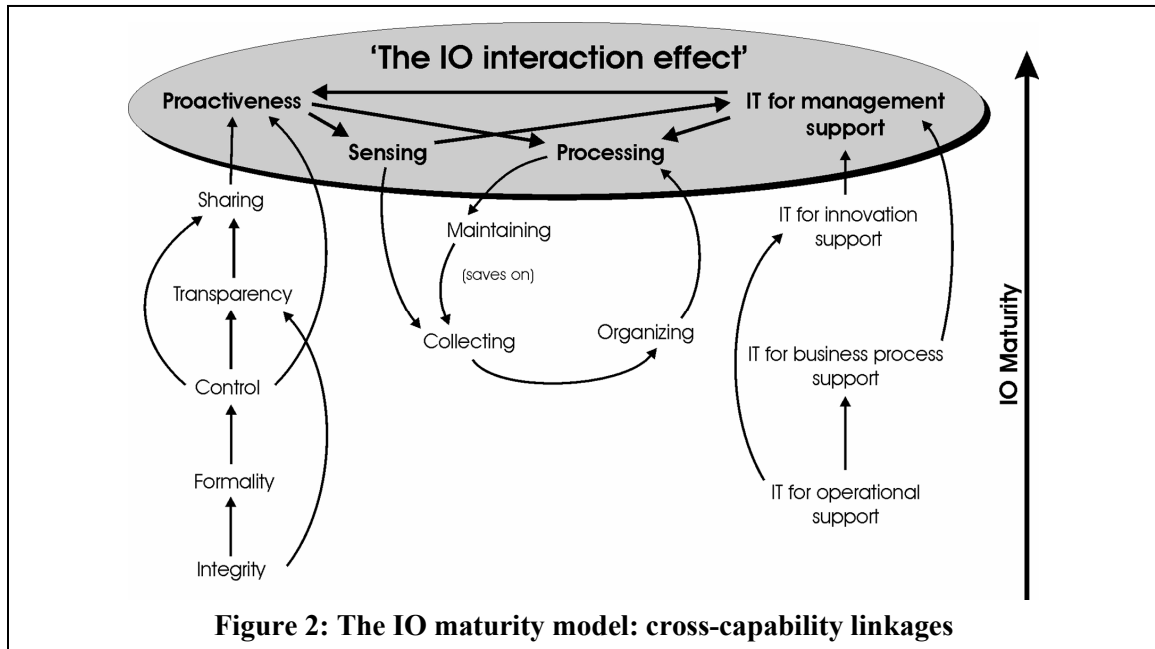 ‘The IO interaction effect’
Proactiveness
IT for management
support
Sensing
Processing
Sharing
Maintaining
IT for innovation
support
(saves on)
Transparency
Collecting
Organizing
IT for business process
support
Control
Formality
IT for operational
support
Integrity
IO Maturity
Figure 2: The IO maturity model: cross-capability linkages